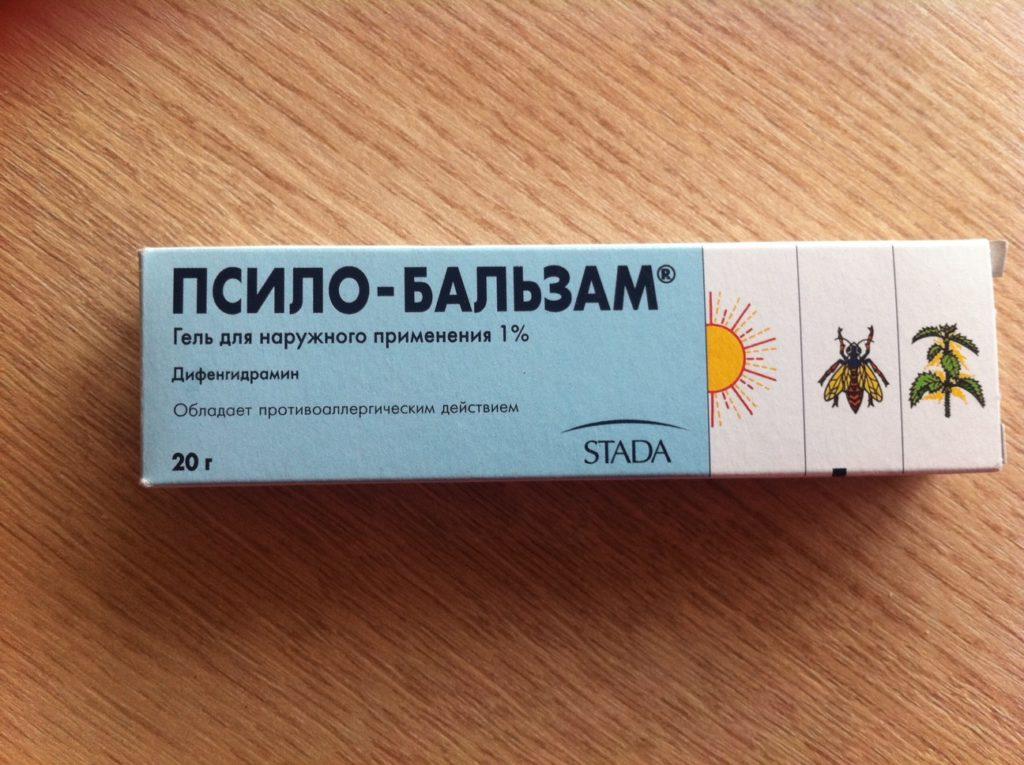 ПСИЛО-БАЛЬЗАМ®
Гель для наружного применения 1%
Дифенгидрамин
Обладает противоаллергическим действием
20 г
STADA